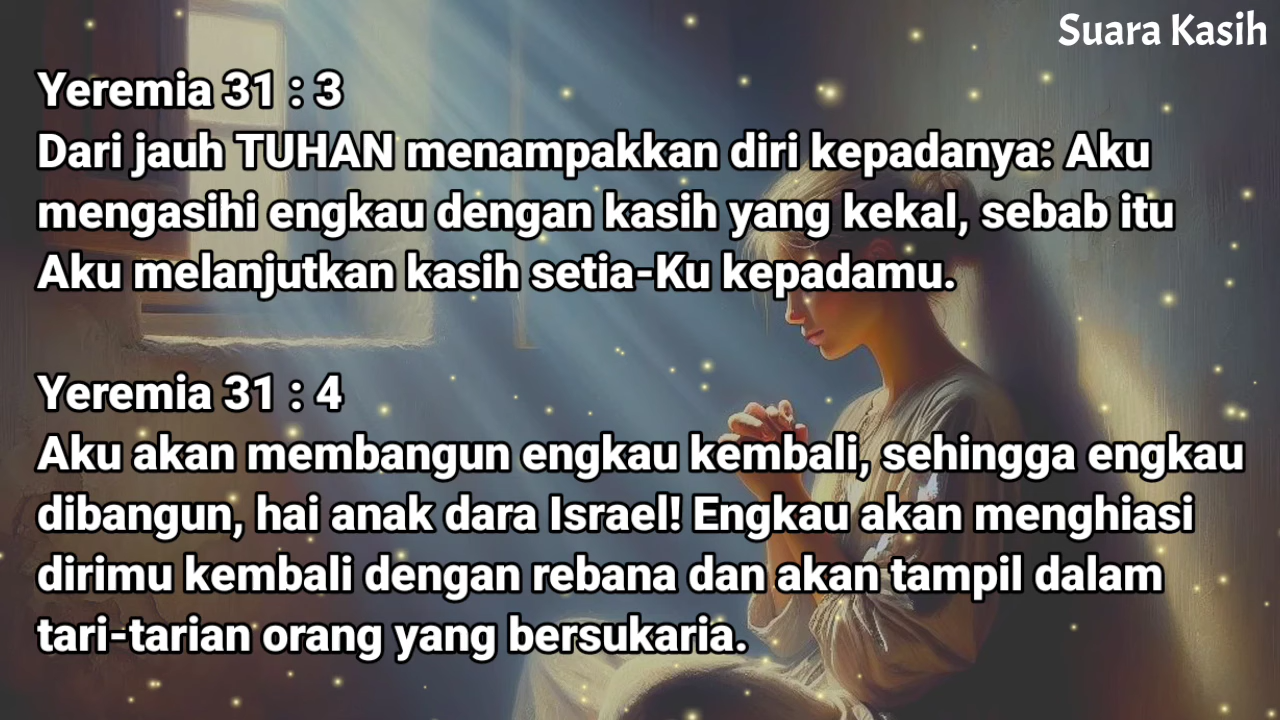 Suara Kasih
Yeremia 31 : 3
Dari jauh TUHAN menampakkan diri kepadanya: Aku
mengasihi engkau dengan kasih yang kekal, sebab itu
Aku melanjutkan kasih setia-Ku kepadamu.
Yeremia 31 : 4
Aku akan membangun engkau kembali, sehingga engkau
dibangun, hai anak dara Israel! Engkau akan menghiasi
dirimu kembali dengan rebana dan akan tampil dalam
tari-tarian orang yang bersukaria.